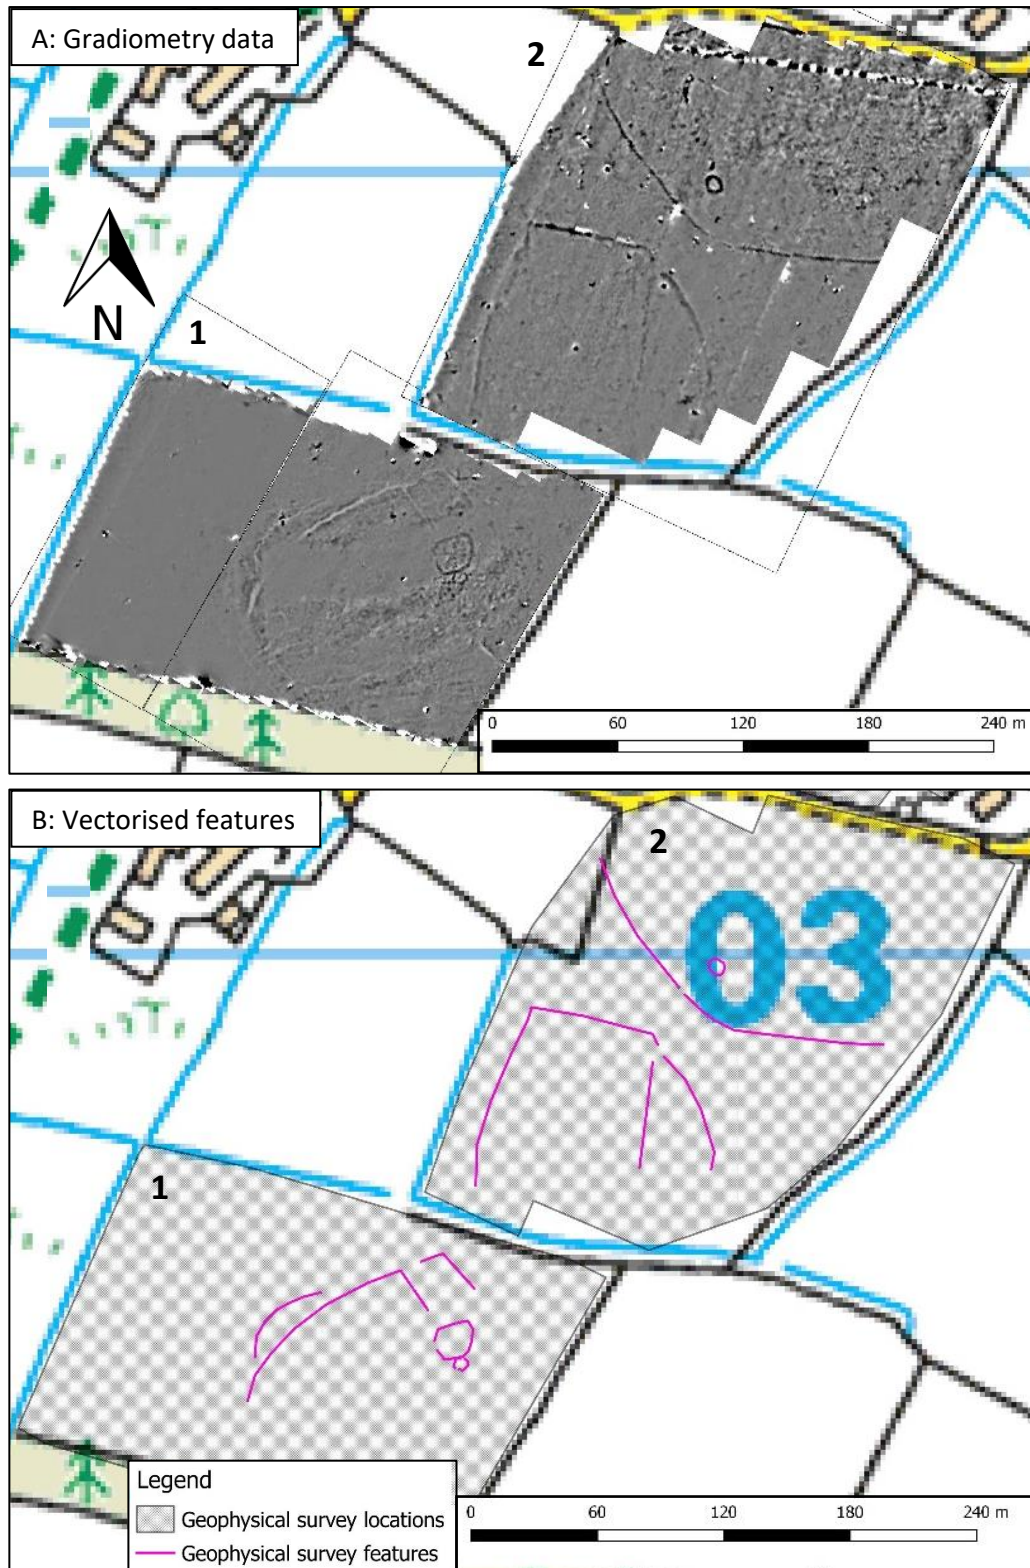 A: Gradiometry data
2
N
1
0 60 120 180 240 m
B: Vectorised features
2
03
1
Legend
Geophysical survey locations
Geophysical survey features
0 60 120 180 240 m